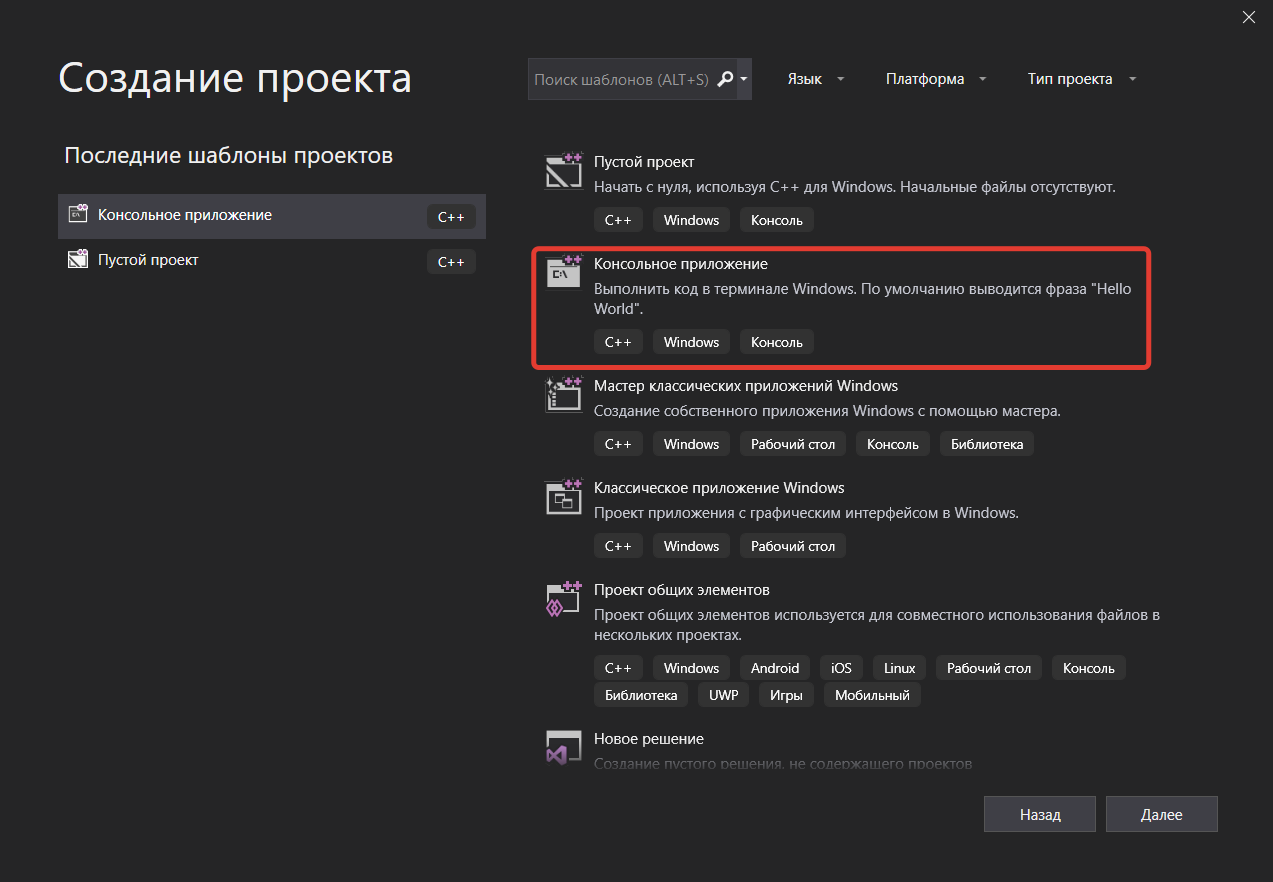 Создание проекта
Поиск шаблонов (ALT+S)
Язык
Платформа
Тип проекта
Последние шаблоны проектов
Консольное приложение
C++
Пустой проект
C++
Пустой проект
Начать с нуля, используя C++ для Windows. Начальные файлы отсутствуют.
C++ Windows Консоль
C:\
Консольное приложение
Выполнить код в терминале Windows. По умолчанию выводится фраза "Hello
World".
C++ Windows Консоль
Мастер классических приложений Windows
Создание собственного приложения Windows с помощью мастера.
C++ Windows Рабочий стол Консоль Библиотека
Классическое приложение Windows
Проект приложения с графическим интерфейсом в Windows.
C++ Windows Рабочий стол
Проект общих элементов
Проект общих элементов используется для совместного использования файлов в
нескольких проектах.
C++ Windows Android iOS Linux Рабочий стол Консоль
Библиотека UWP Игры Мобильный
Новое решение
Создание пустого решения, не содержащего проектов
Назад
Далее